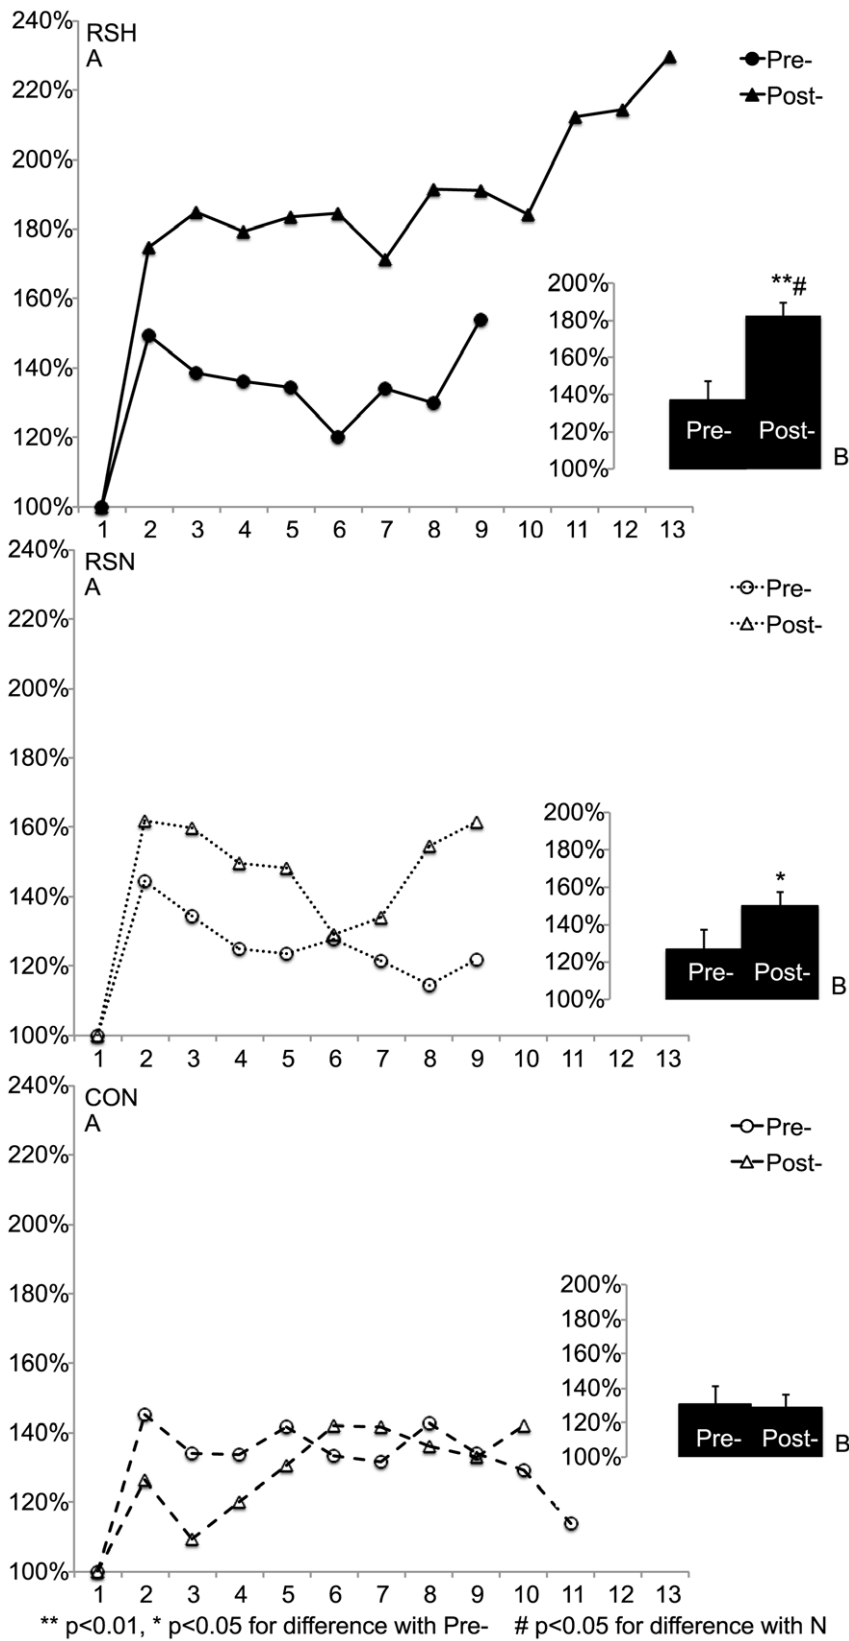 240%
RSH
A
Pre-
Post-
220%
200%
180%
160%
140%
120%
100%
200%
180%
160%
140%
120%
100%
**#
Pre- Post-
B
1 2 3 4 5 6 7 8 9 10 11 12 13
240%
RSN
A
Pre-
Post-
220%
200%
180%
160%
140%
120%
100%
200%
180%
160%
140%
120%
100%
*
Pre- Post-
B
1 2 3 4 5 6 7 8 9 10 11 12 13
240%
CON
A
Pre-
Post-
220%
200%
180%
160%
140%
120%
100%
200%
180%
160%
140%
120%
100%
Pre- Post-
B
1 2 3 4 5 6 7 8 9 10 11 12 13
** p<0.01, * p<0.05 for difference with Pre- # p<0.05 for difference with N